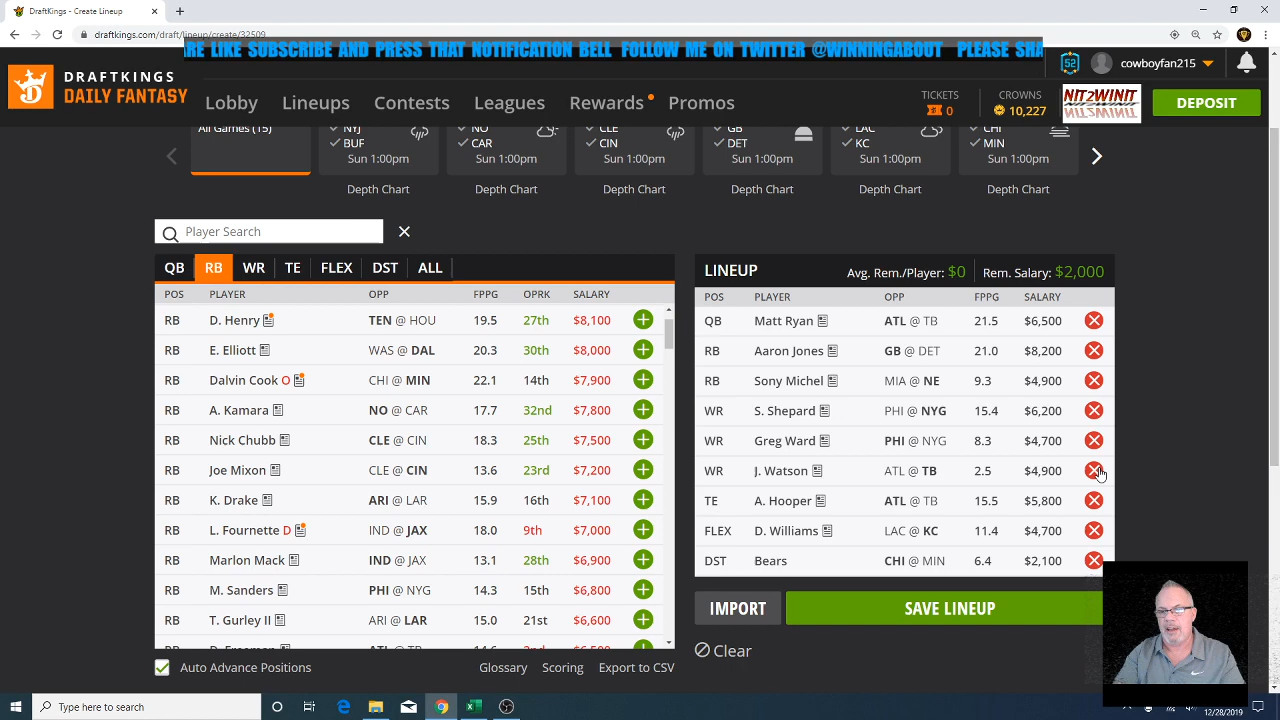 DraftKings - Create Lineup
draftkings.com/draft/lineup/create/32509
RE LIKE SUBSCRIBE AND PRESS THAT NOTIFICATION BELL FOLLOW ME ON TWITTER @WINNINGABOUT PLEASE SHA
52 cowboyfan215
DRAFTKINGS
DAILY FANTASY
Lobby Lineups Contests Leagues Rewards Promos
TICKETS 0
CROWNS 10,227
NIT2WINIT
DEPOSIT
All Games (15)
NYJ NO CLE GB LAC CHI
BUF CAR CIN DET KC MIN
Sun 1:00pm Sun 1:00pm Sun 1:00pm Sun 1:00pm Sun 1:00pm Sun 1:00pm
Depth Chart Depth Chart Depth Chart Depth Chart Depth Chart Depth Chart
Player Search
QB RB WR TE FLEX DST ALL
POS PLAYER OPP FPPG OPRK SALARY
RB D. Henry TEN @ HOU 19.5 27th $8,100
RB E. Elliott WAS @ DAL 20.3 30th $8,000
RB Dalvin Cook O CHI @ MIN 22.1 14th $7,900
RB A. Kamara NO @ CAR 17.7 32nd $7,800
RB Nick Chubb CLE @ CIN 18.3 25th $7,500
RB Joe Mixon CLE @ CIN 13.6 23rd $7,200
RB K. Drake ARI @ LAR 15.9 16th $7,100
RB L. Fournette D IND @ JAX 18.0 9th $7,000
RB Marlon Mack IND @ JAX 13.1 28th $6,900
RB M. Sanders PHI @ NYG 14.3 15th $6,800
RB T. Gurley II ARI @ LAR 15.0 21st $6,600
Auto Advance Positions Glossary Scoring Export to CSV
LINEUP Avg. Rem./Player: $0 Rem. Salary: $2,000
POS PLAYER OPP FPPG SALARY
QB Matt Ryan ATL @ TB 21.5 $6,500
RB Aaron Jones GB @ DET 21.0 $8,200
RB Sony Michel MIA @ NE 9.3 $4,900
WR S. Shepard PHI @ NYG 15.4 $6,200
WR Greg Ward PHI @ NYG 8.3 $4,700
WR J. Watson ATL @ TB 2.5 $4,900
TE A. Hooper ATL @ TB 15.5 $5,800
FLEX D. Williams LAC @ KC 11.4 $4,700
DST Bears CHI @ MIN 6.4 $2,100
IMPORT SAVE LINEUP
Clear
Type here to search
12/28/2019